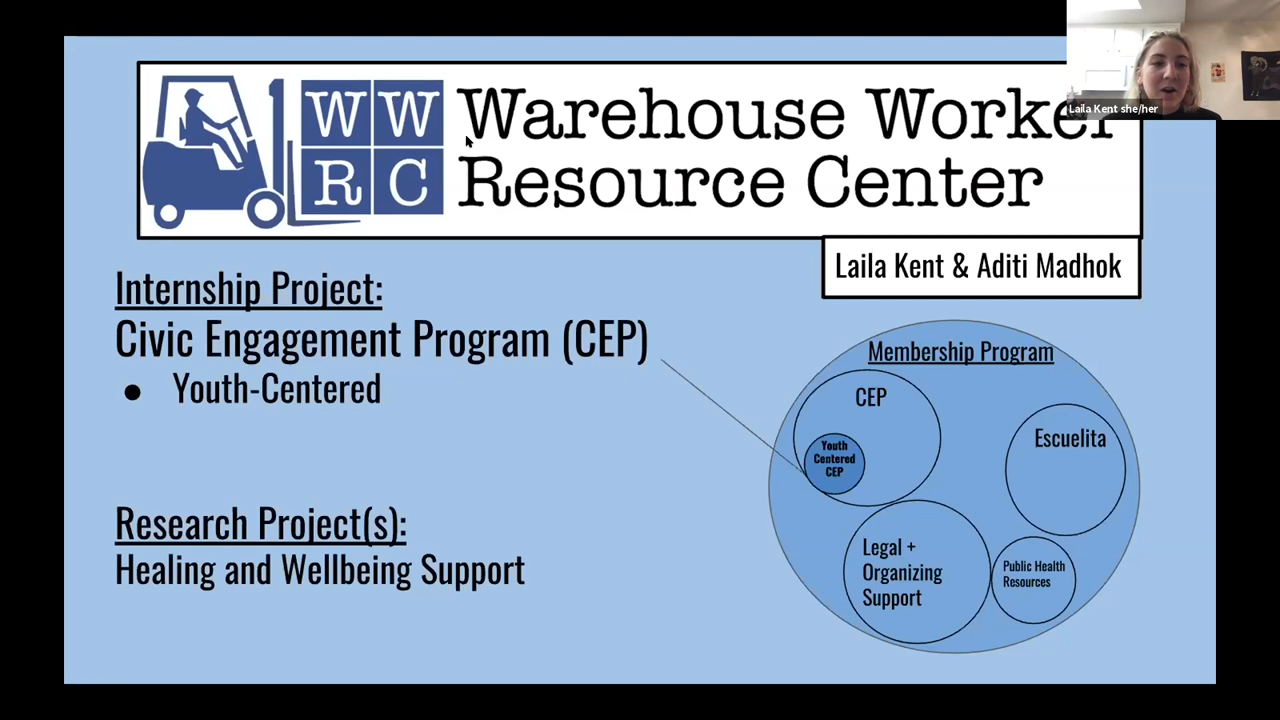 Laila Kent she/her
W W
R C
Warehouse Worker
Resource Center
Laila Kent & Aditi Madhok
Internship Project:
Civic Engagement Program (CEP)
● Youth-Centered
Research Project(s):
Healing and Wellbeing Support
Membership Program
CEP
Youth
Centered
CEP
Escuelita
Legal +
Organizing
Support
Public Health
Resources